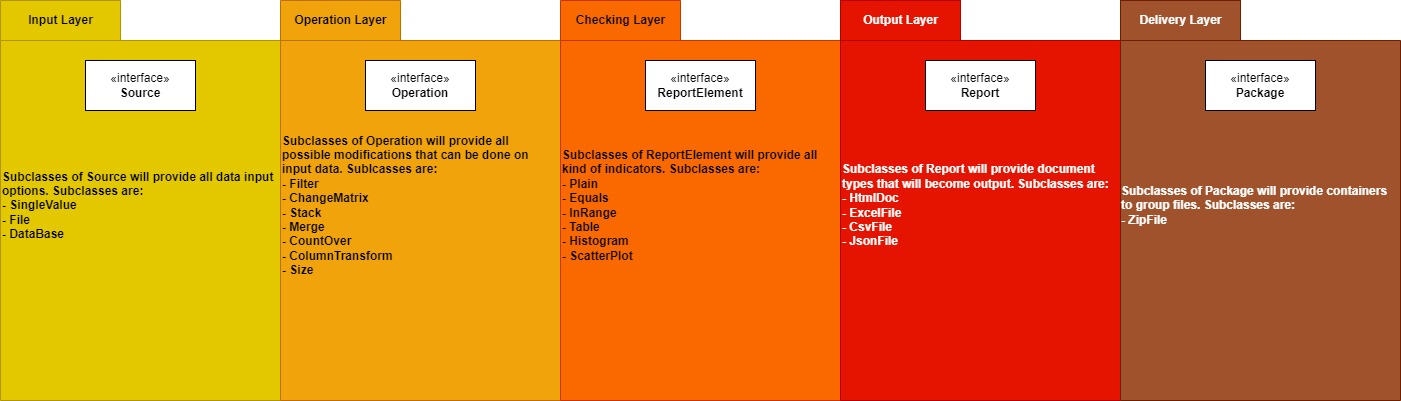 Input Layer
«interface»
Source
Subclasses of Source will provide all data input
options. Subclasses are:
- SingleValue
- File
- DataBase
Operation Layer
«interface»
Operation
Subclasses of Operation will provide all
possible modifications that can be done on
input data. Sublcasses are:
- Filter
- ChangeMatrix
- Stack
- Merge
- CountOver
- ColumnTransform
- Size
Checking Layer
«interface»
ReportElement
Subclasses of ReportElement will provide all
kind of indicators. Subclasses are:
- Plain
- Equals
- InRange
- Table
- Histogram
- ScatterPlot
Output Layer
«interface»
Report
Subclasses of Report will provide document
types that will become output. Subclasses are:
- HtmlDoc
- ExcelFile
- CsvFile
- JsonFile
Delivery Layer
«interface»
Package
Subclasses of Package will provide containers
to group files. Subclasses are:
- ZipFile